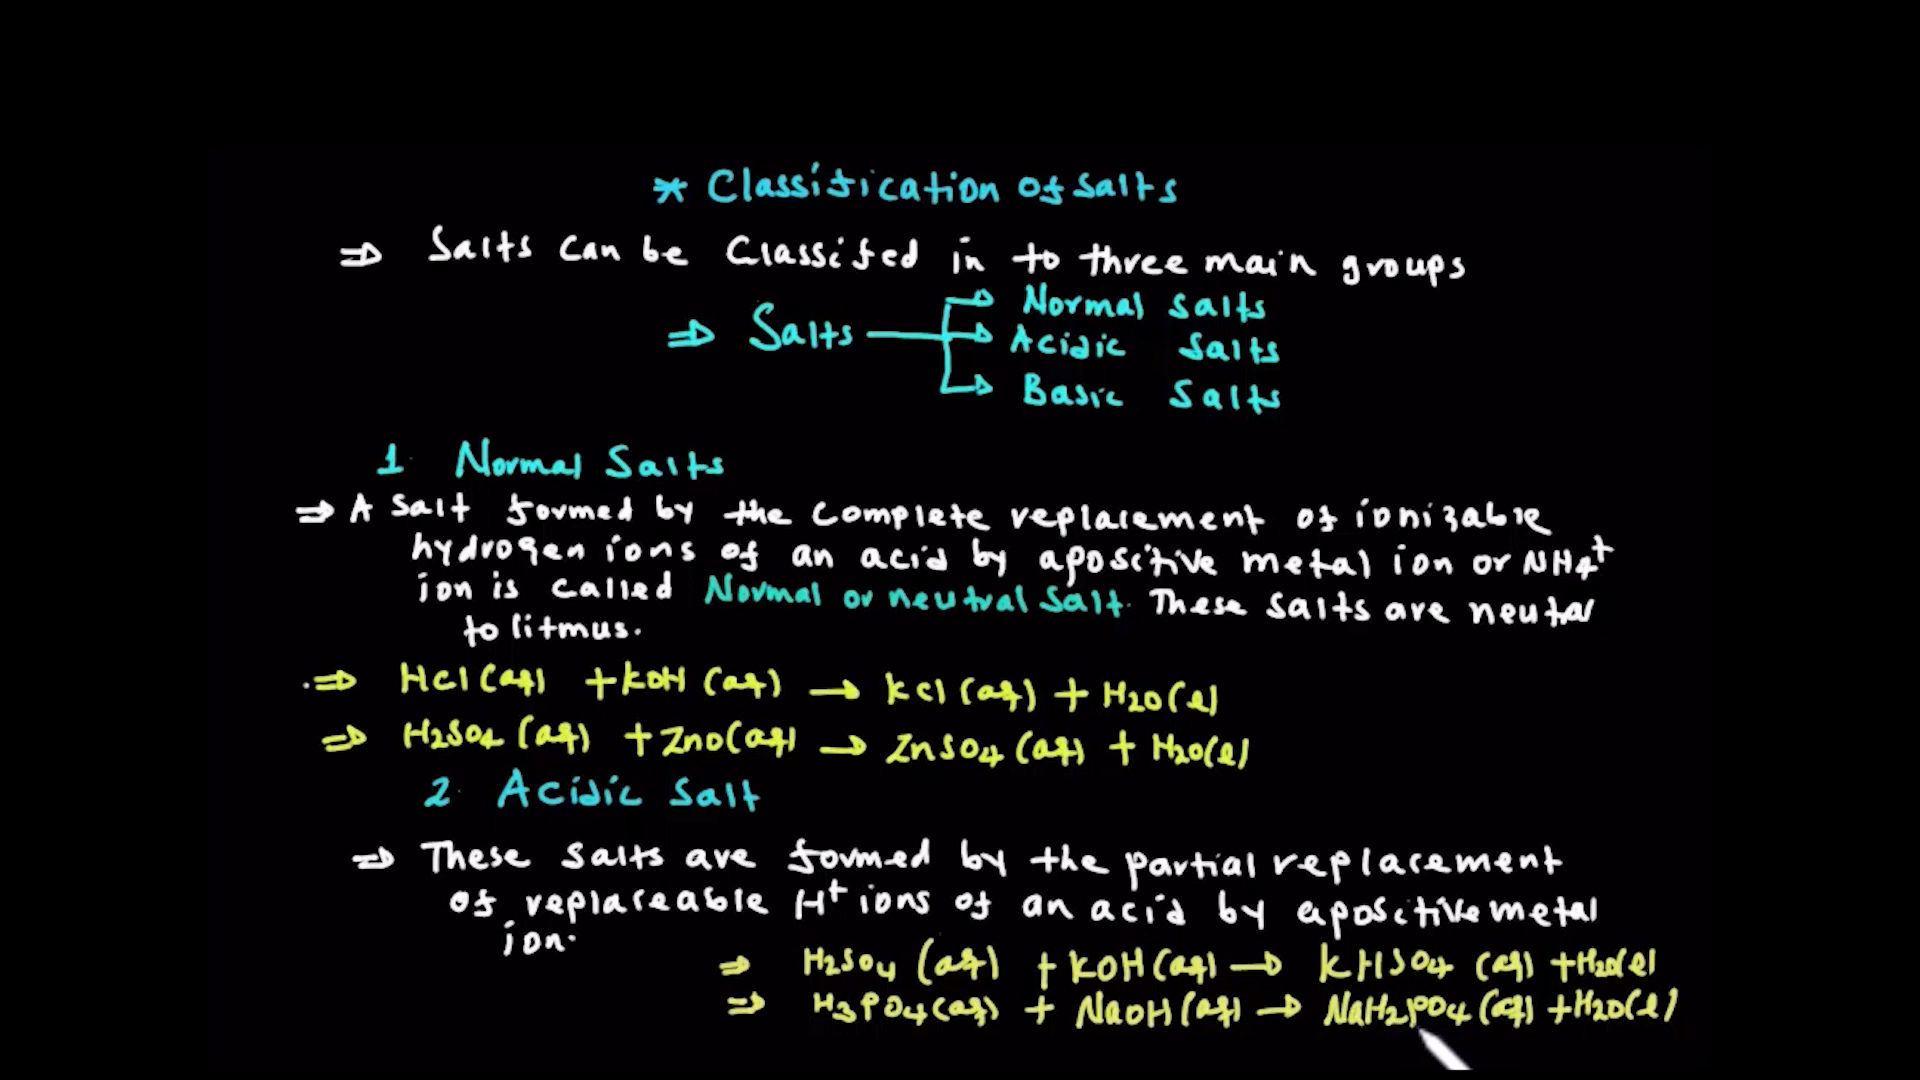 * Classification of salts
⇒ Salts can be classifed in to three main groups
⇒ Salts → Normal salts
→ Acidic salts
→ Basic salts
1. Normal Salts
⇒ A salt formed by the complete replacement of ionizable
hydrogen ions of an acid by a poscitive metal ion or NH4+
ion is called Normal or neutral salt. These salts are neutral
to litmus.
⇒ HCl (aq) + KOH (aq) → KCl (aq) + H2O(l)
⇒ H2SO4 (aq) + ZnO(aq) → ZnSO4 (aq) + H2O(l)
2. Acidic salt
⇒ These salts are formed by the partial replacement
of replaceable H+ ions of an acid by a poscitive metal
ion.
⇒ H2SO4 (aq) + KOH (aq) → KHSO4 (aq) + H2O(l)
⇒ H3PO4 (aq) + NaOH (aq) → NaH2PO4 (aq) + H2O(l)